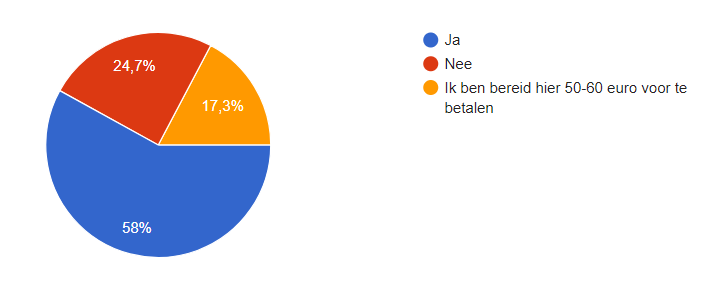 24,7%
17,3%
58%
Ja
Nee
Ik ben bereid hier 50-60 euro voor te
betalen